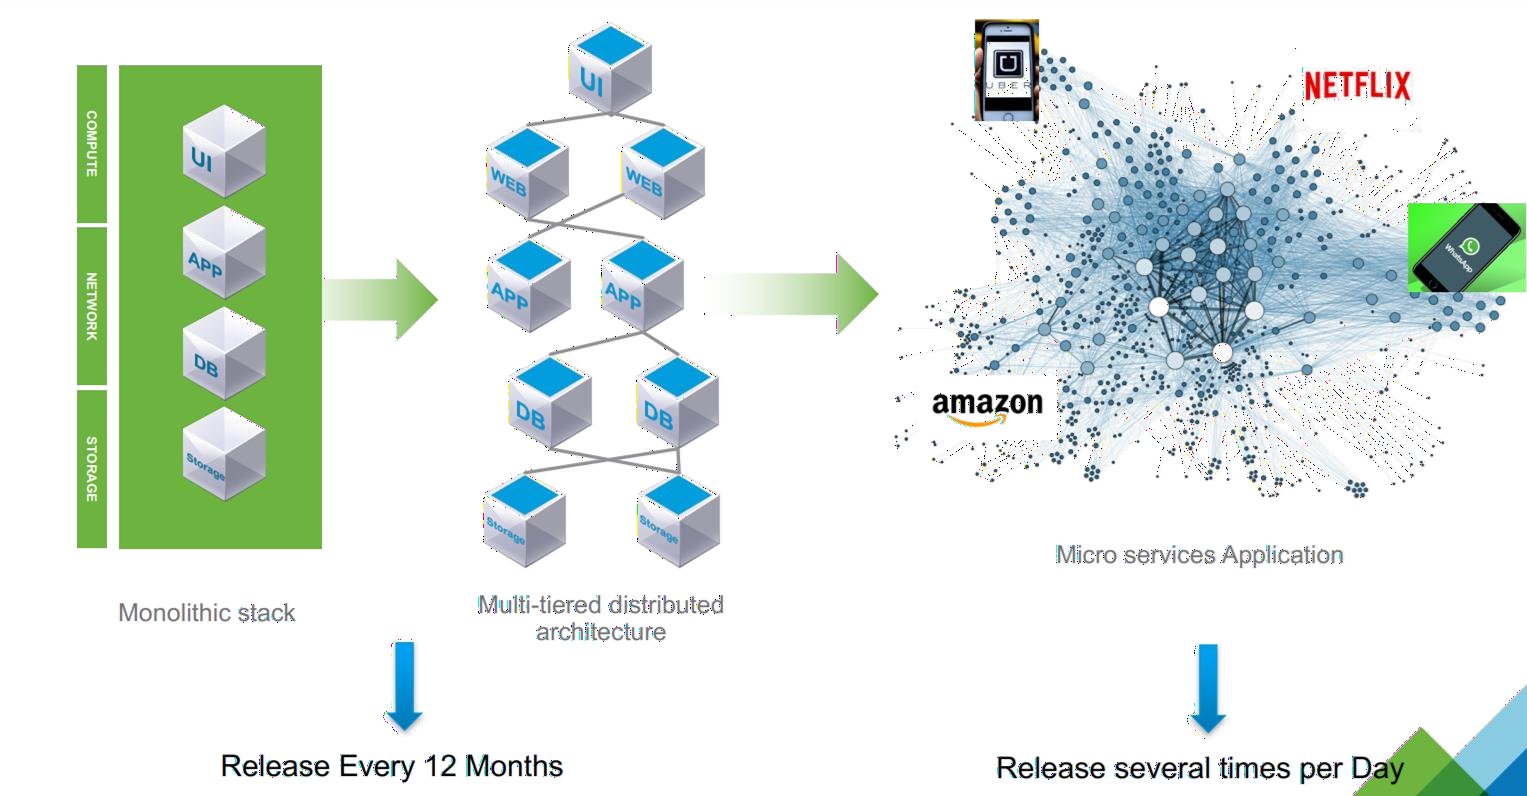 COMPUTE
NETWORK
STORAGE
UI
APP
DB
Storage
Monolithic stack
UI
WEB
WEB
APP
APP
DB
DB
Storage
Storage
Multi-tiered distributed
architecture
UBER
NETFLIX
WhatsApp
amazon
Micro services Application
Release Every 12 Months
Release several times per Day